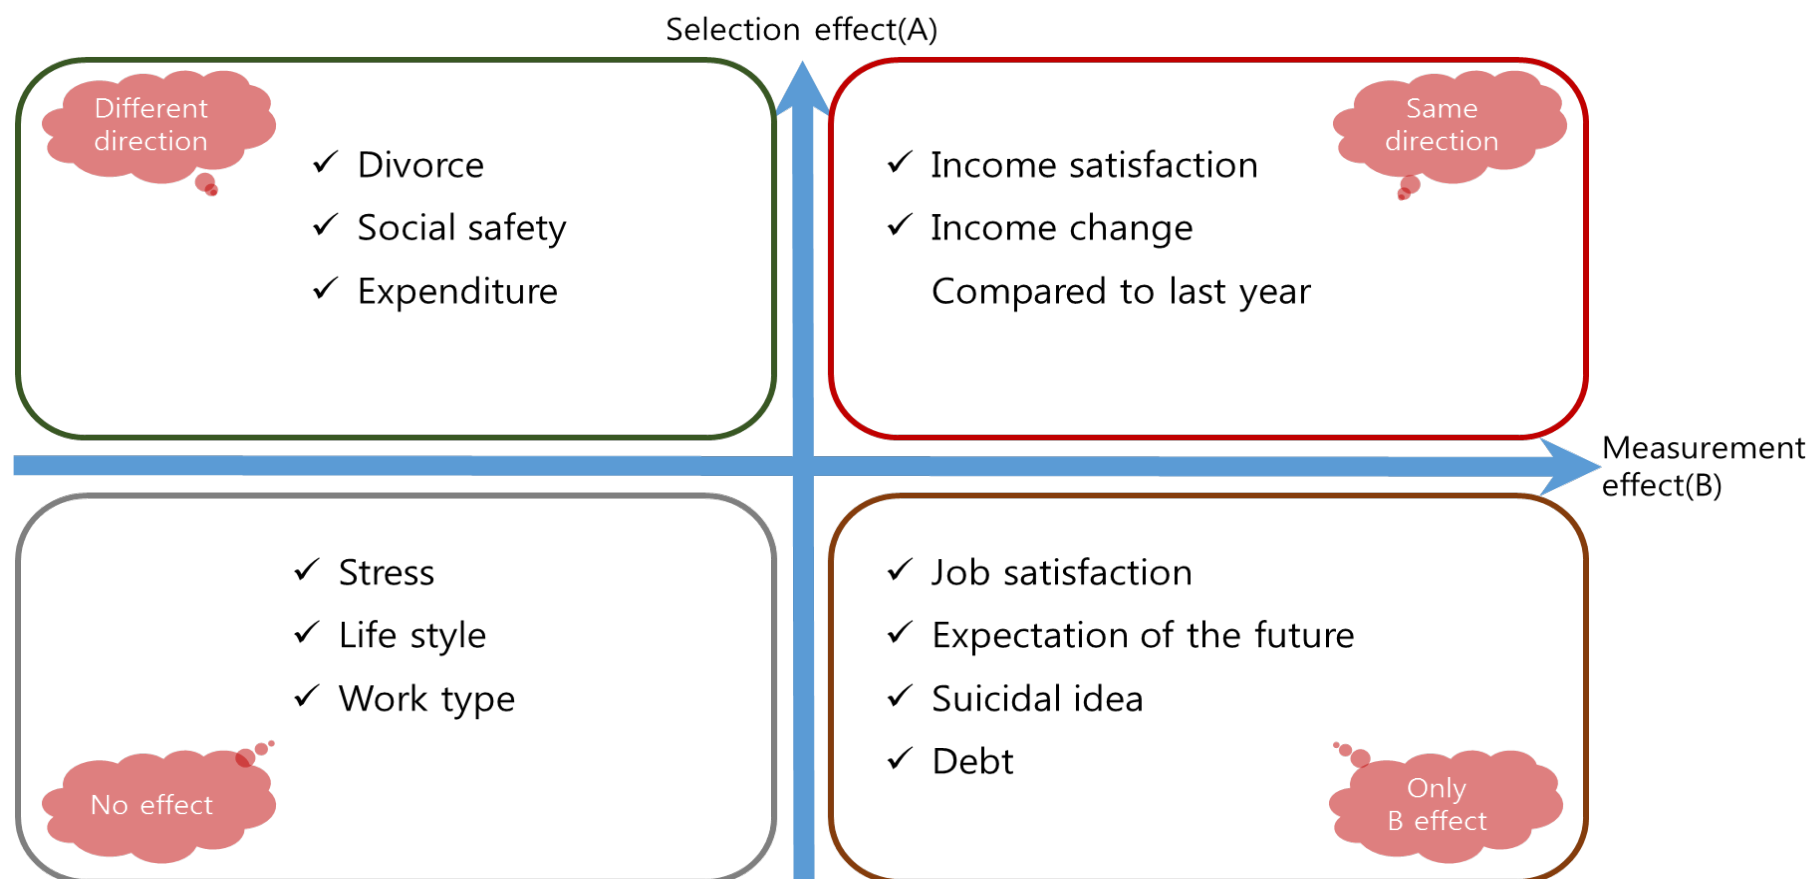 Selection effect(A)
Different
direction
✓ Divorce
✓ Social safety
✓ Expenditure
Same
direction
✓ Income satisfaction
✓ Income change
Compared to last year
Measurement
effect(B)
✓ Stress
✓ Life style
✓ Work type
No effect
✓ Job satisfaction
✓ Expectation of the future
✓ Suicidal idea
✓ Debt
Only
B effect